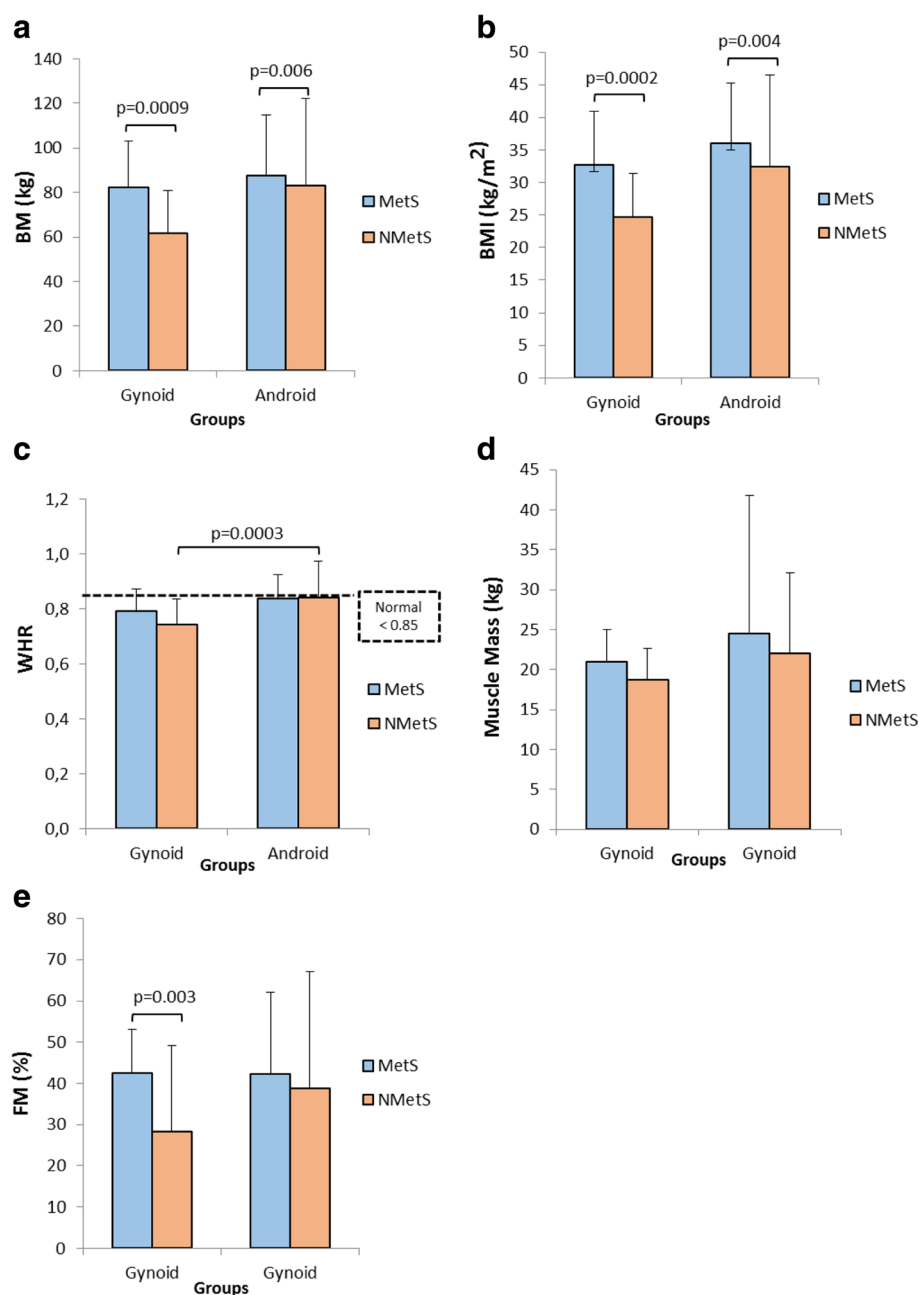 a
140
120
100
80
60
40
20
0
BM (kg)
p=0.0009
p=0.006
MetS
NMetS
Gynoid
Android
Groups
b
50
45
40
35
30
25
20
15
10
5
0
BMI (kg/m²)
p=0.0002
p=0.004
MetS
NMetS
Gynoid
Android
Groups
c
1,2
1,0
0,8
0,6
0,4
0,2
0,0
WHR
p=0.0003
Normal
< 0.85
MetS
NMetS
Gynoid
Android
Groups
d
45
40
35
30
25
20
15
10
5
0
Muscle Mass (kg)
MetS
NMetS
Gynoid
Groups
Gynoid
e
80
70
60
50
40
30
20
10
0
FM (%)
p=0.003
MetS
NMetS
Gynoid
Gynoid
Groups